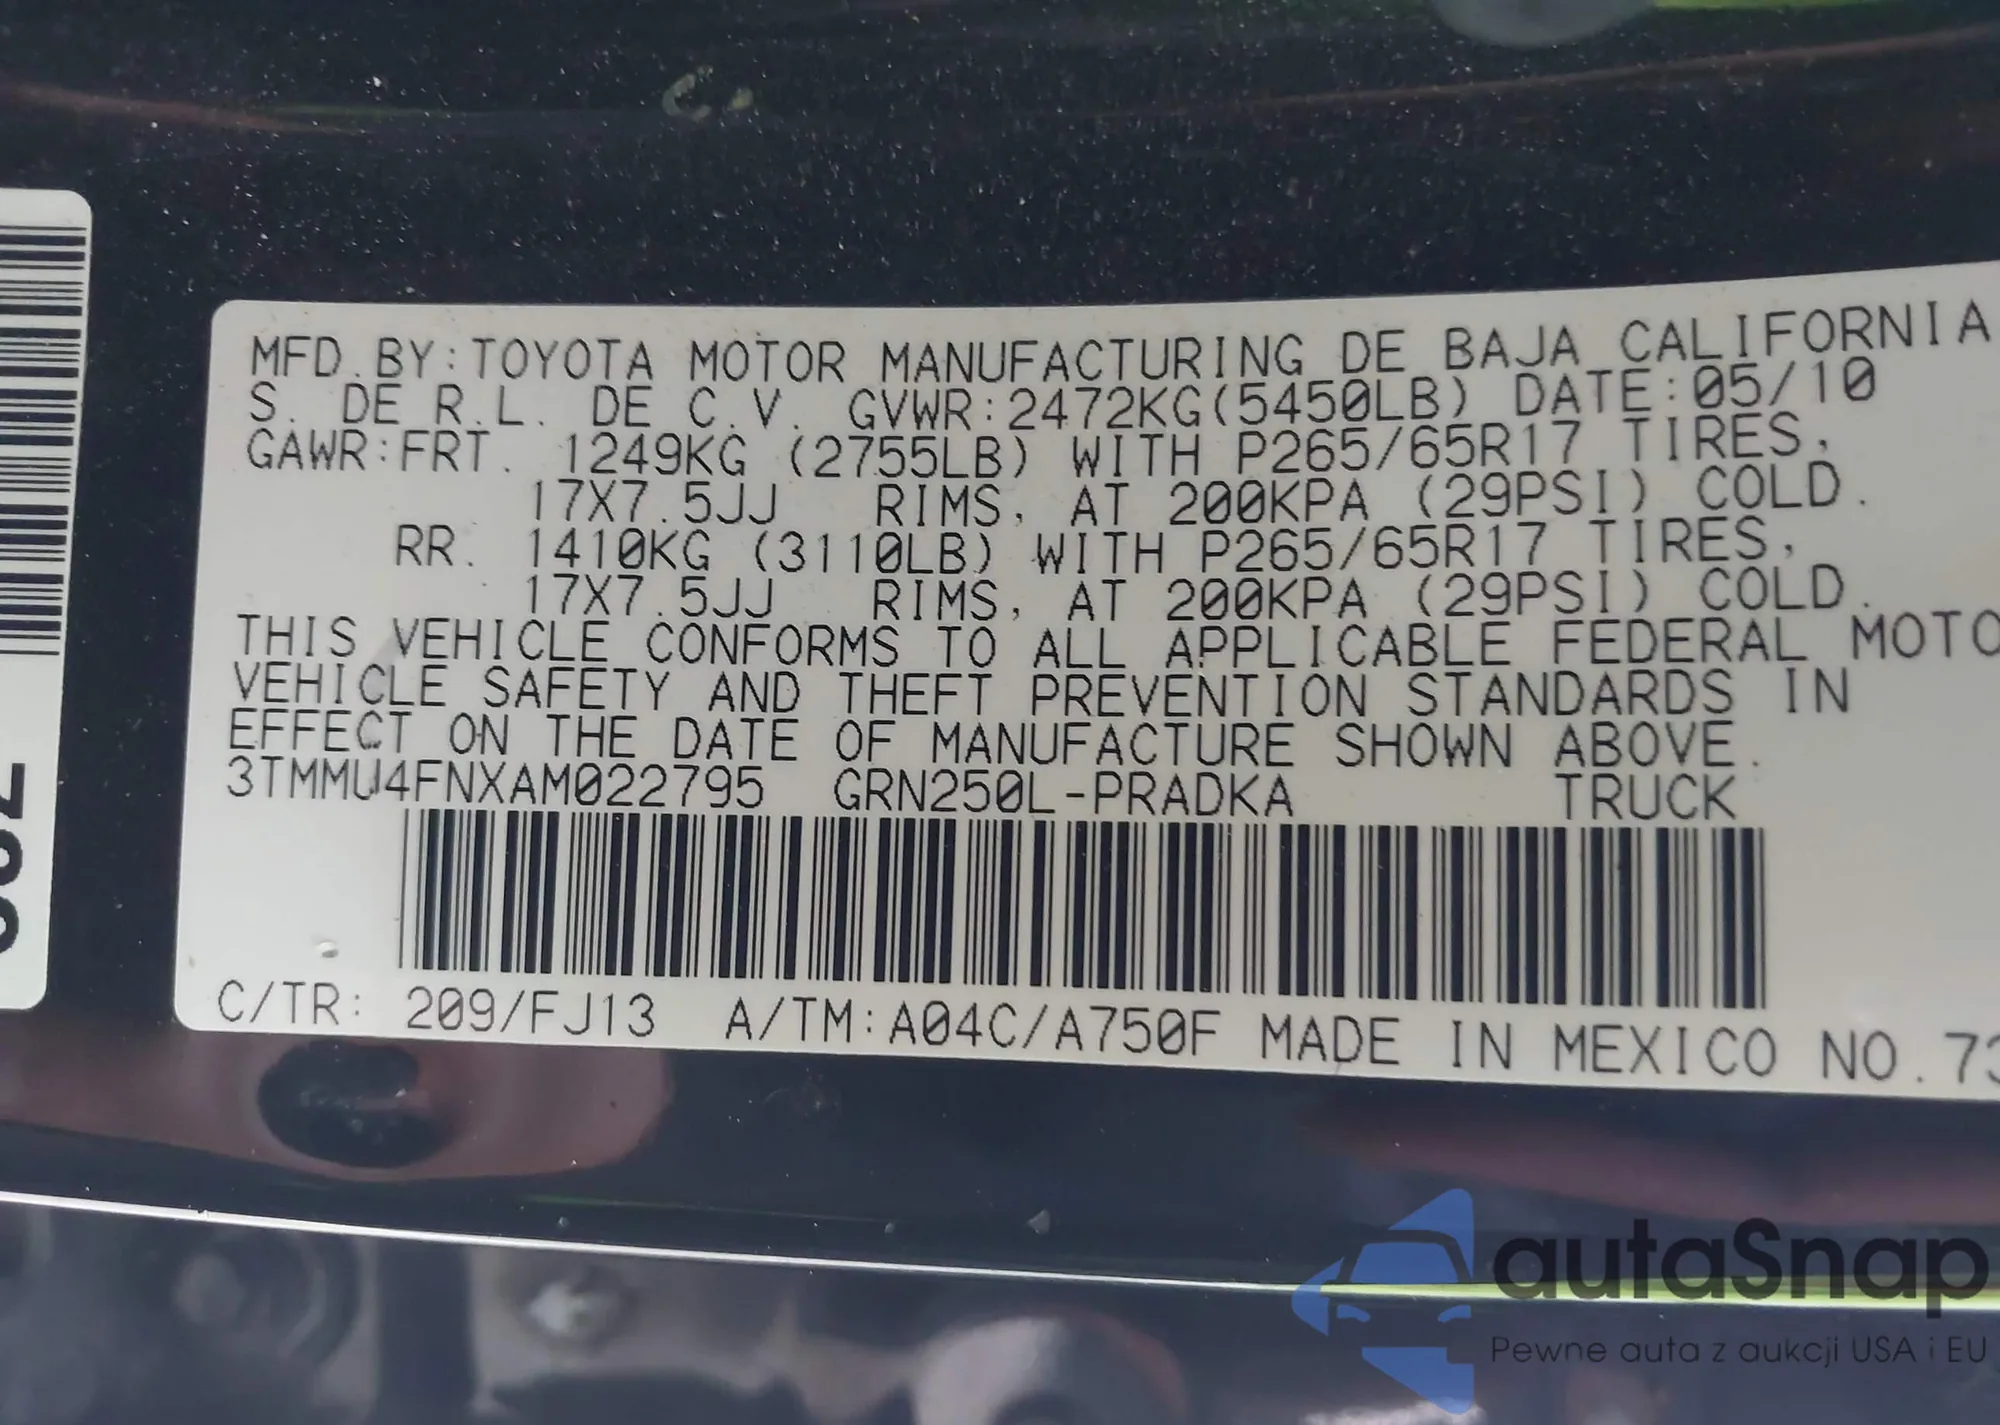 MFD.BY:TOYOTA MOTOR MANUFACTURING DE BAJA CALIFORNIA
S. DE R.L. DE C.V. GVWR:2472KG(5450LB) DATE:05/10
GAWR:FRT. 1249KG (2755LB) WITH P265/65R17 TIRES,
17X7.5JJ RIMS, AT 200KPA (29PSI) COLD.
RR. 1410KG (3110LB) WITH P265/65R17 TIRES,
17X7.5JJ RIMS, AT 200KPA (29PSI) COLD.
THIS VEHICLE CONFORMS TO ALL APPLICABLE FEDERAL MOTO
VEHICLE SAFETY AND THEFT PREVENTION STANDARDS IN
EFFECT ON THE DATE OF MANUFACTURE SHOWN ABOVE.
3TMMU4FNXAM022795 GRN250L-PRADKA TRUCK
C/TR: 209/FJ13 A/TM:A04C/A750F MADE IN MEXICO NO.73
autaSnap
Pewne auta z aukcji USA i EU